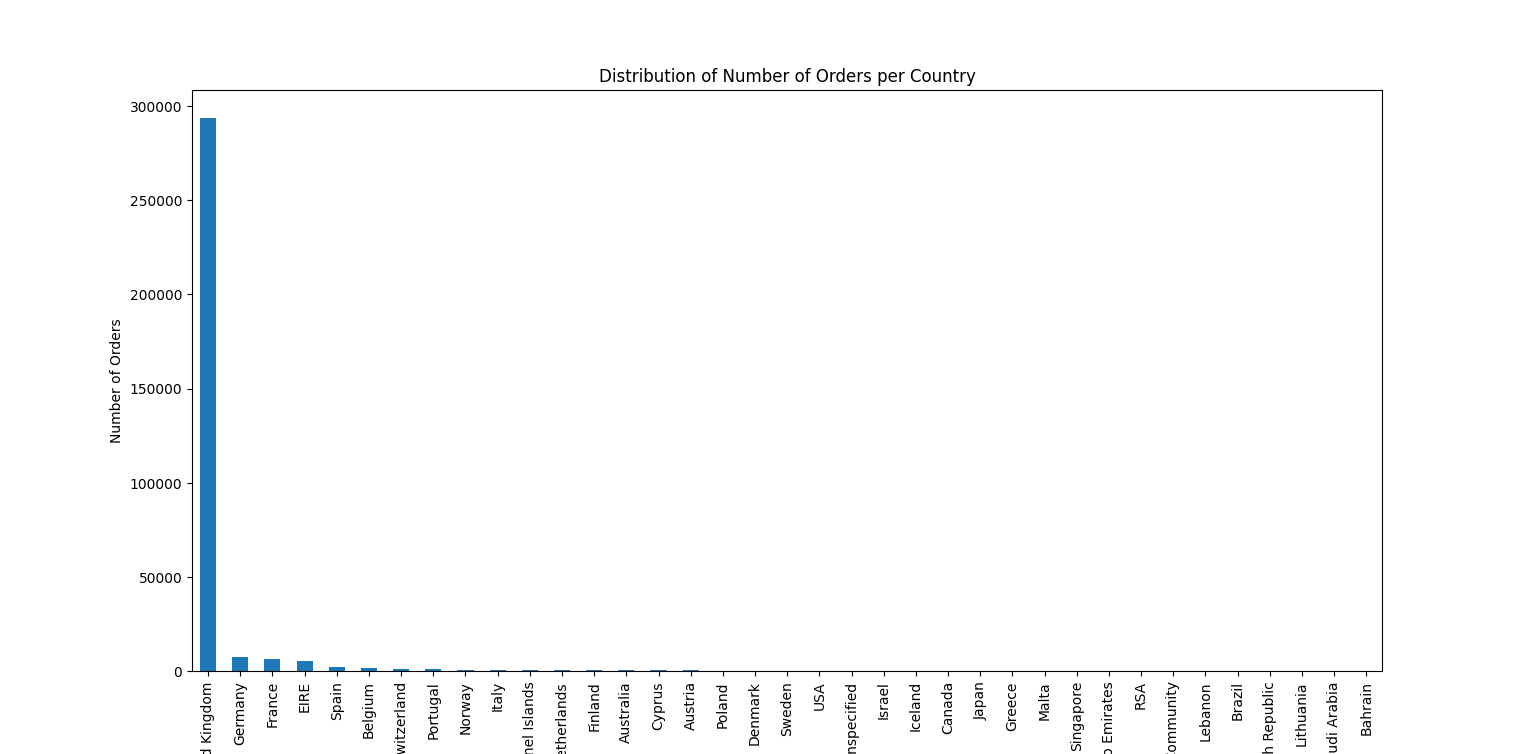 Distribution of Number of Orders per Country
300000
250000
200000
150000
100000
50000
0
Number of Orders
d Kingdom
Germany
France
EIRE
Spain
Belgium
witzerland
Portugal
Norway
Italy
nel Islands
etherlands
Finland
Australia
Cyprus
Austria
Poland
Denmark
Sweden
USA
nspecified
Israel
Iceland
Canada
Japan
Greece
Malta
Singapore
b Emirates
RSA
Community
Lebanon
Brazil
h Republic
Lithuania
udi Arabia
Bahrain